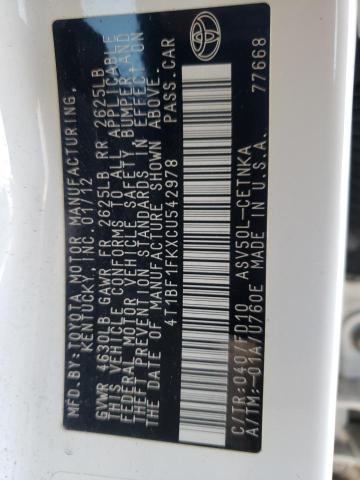 MFD.BY:TOYOTA MOTOR MANUFACTURING,
KENTUCKY, INC. 01/12
GVWR 4630LB GAWR FR 2625LB RR 2625LB
THIS VEHICLE CONFORMS TO ALL APPLICABLE
FEDERAL MOTOR VEHICLE SAFETY, BUMPER, AND
THEFT PREVENTION STANDARDS IN EFFECT ON
THE DATE OF MANUFACTURE SHOWN ABOVE.
4T1BF1FKXCU542978 PASS.CAR
C/TR:040/FD10 ASV50L-CETNKA
A/TM:-01A/U760E MADE IN U.S.A.
77668
TOYOTA